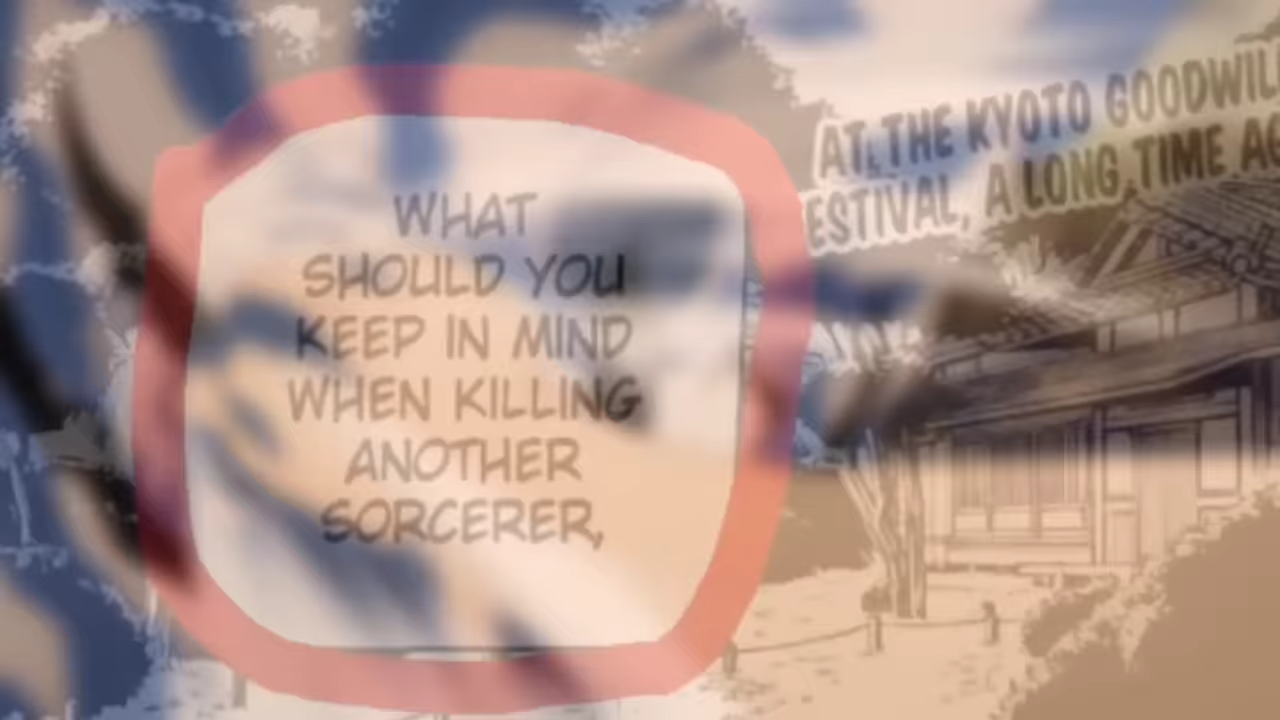 WHAT
SHOULD YOU
KEEP IN MIND
WHEN KILLING
ANOTHER
SORCERER,
AT THE KYOTO GOODWIL
ESTIVAL, A LONG TIME AG